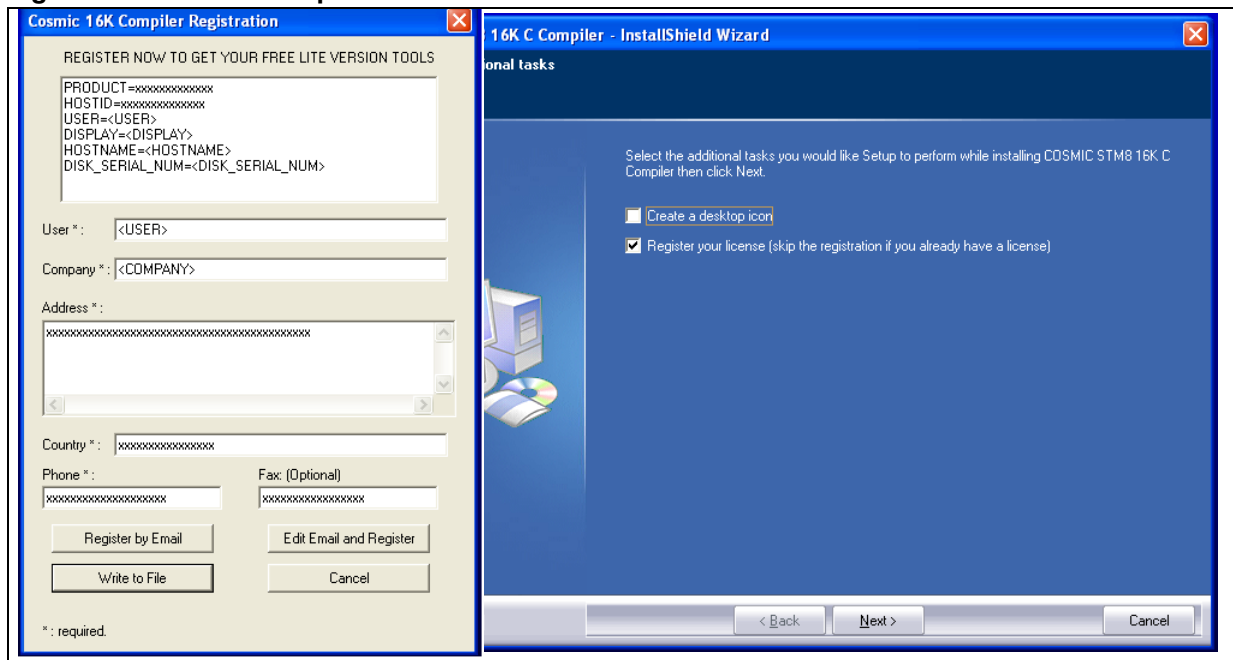 Cosmic 16K Compiler Registration
REGISTER NOW TO GET YOUR FREE LITE VERSION TOOLS
PRODUCT=xxxxxxxxxxxxx
HOSTID=xxxxxxxxxxxxxx
USER=<USER>
DISPLAY=<DISPLAY>
HOSTNAME=<HOSTNAME>
DISK_SERIAL_NUM=<DISK_SERIAL_NUM>
User * : <USER>
Company * : <COMPANY>
Address * :
xxxxxxxxxxxxxxxxxxxxxxxxxxxxxxxxxxxxxxxxxxxx
Country * : xxxxxxxxxxxxxxxx
Phone * : Fax: (Optional)
xxxxxxxxxxxxxxxxxxxx xxxxxxxxxxxxxxxxx
Register by Email Edit Email and Register
Write to File Cancel
* : required.
16K C Compiler - InstallShield Wizard
ional tasks
Select the additional tasks you would like Setup to perform while installing COSMIC STM8 16K C
Compiler then click Next.
Create a desktop icon
Register your license (skip the registration if you already have a license)
< Back Next > Cancel